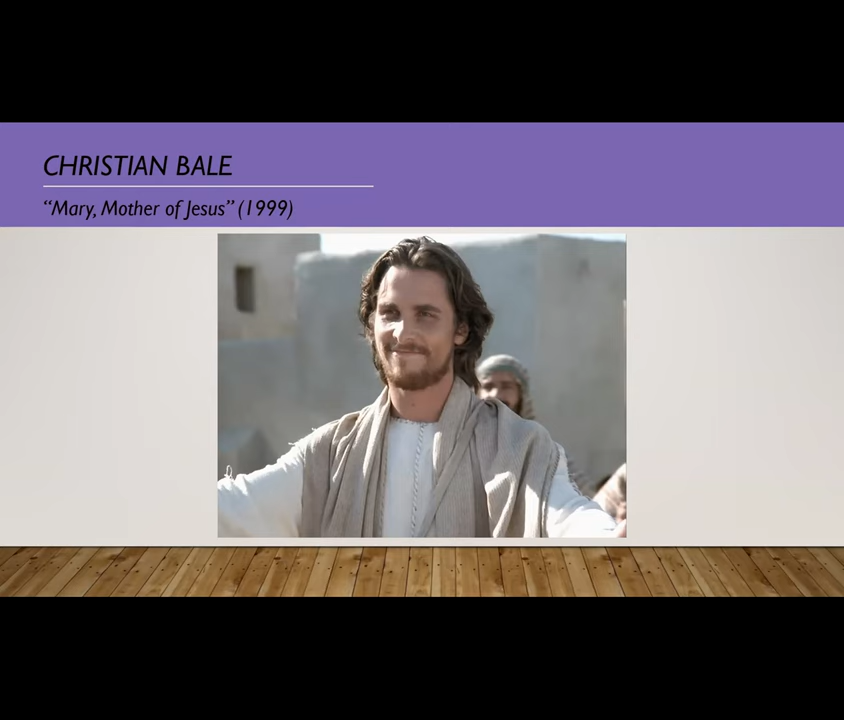 CHRISTIAN BALE
“Mary, Mother of Jesus” (1999)